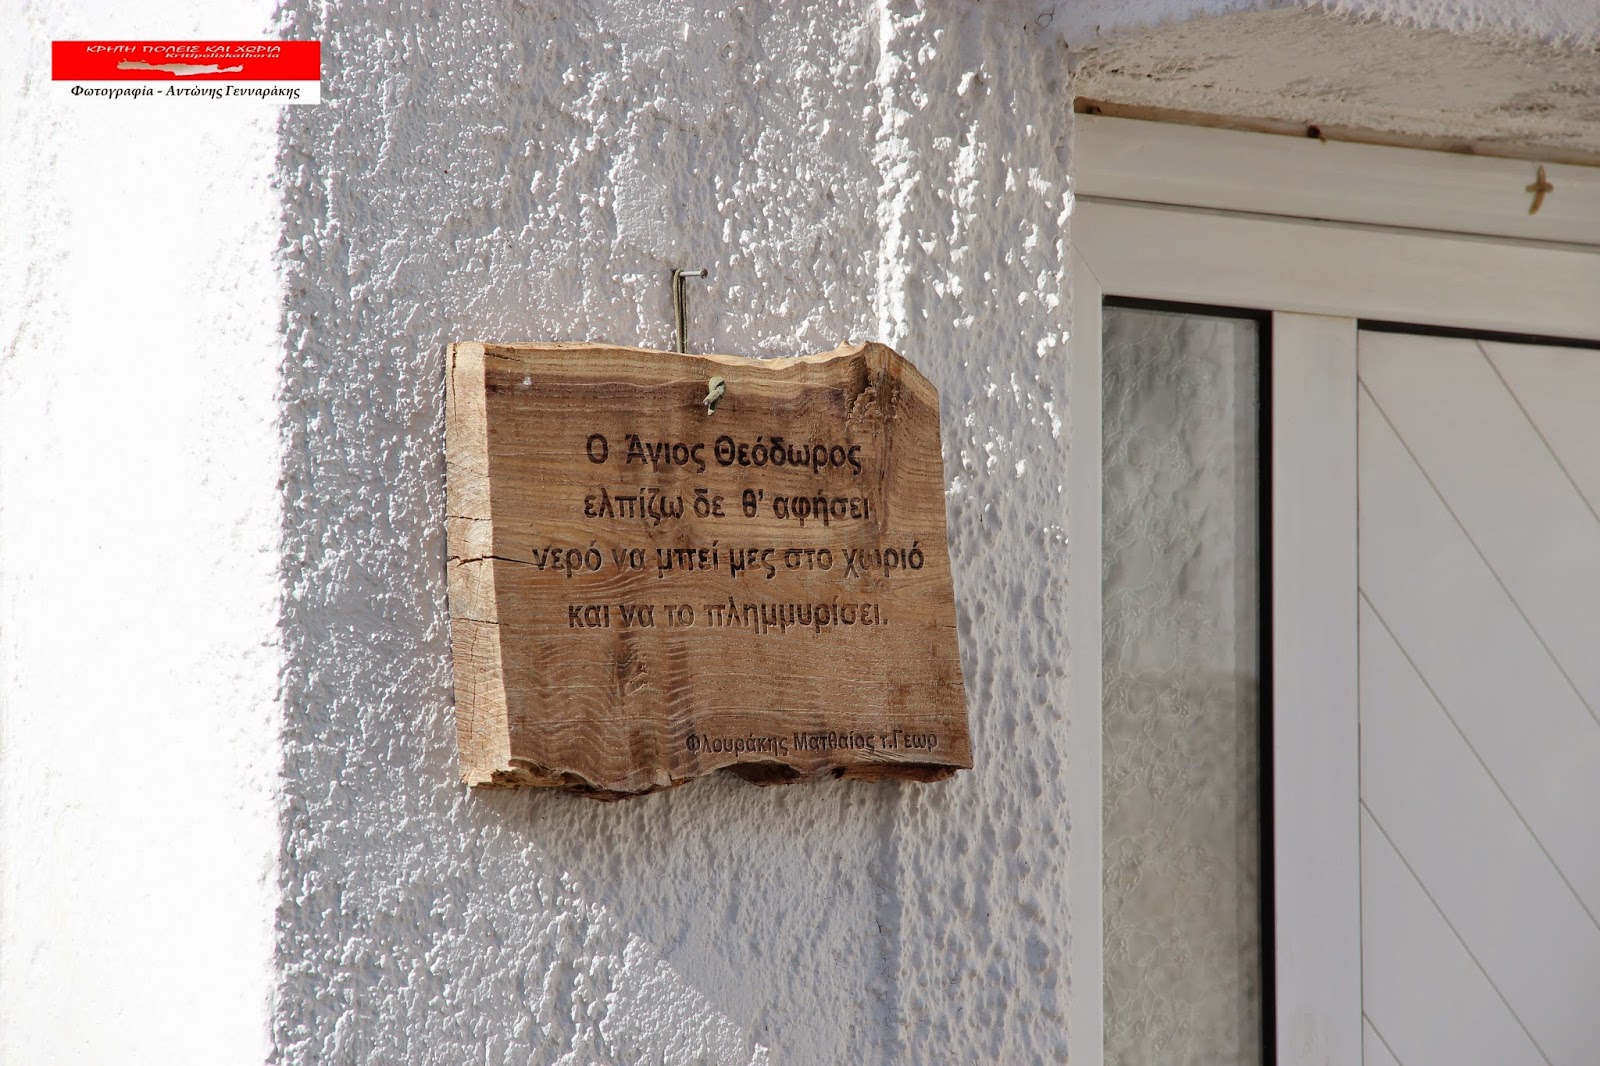 ΚΡΗΤΗ ΠΟΛΕΙΣ ΚΑΙ ΧΩΡΙΑ
Kritipoliskaihoria
Φωτογραφία - Αντώνης Γενναράκης
Ο Άγιος Θεόδωρος
ελπίζω δε θ' αφήσει
νερό να μπεί μες στο χωριό
και να το πλημμυρίσει.
Φλουράκης Ματθαίος τ.Γεωρ